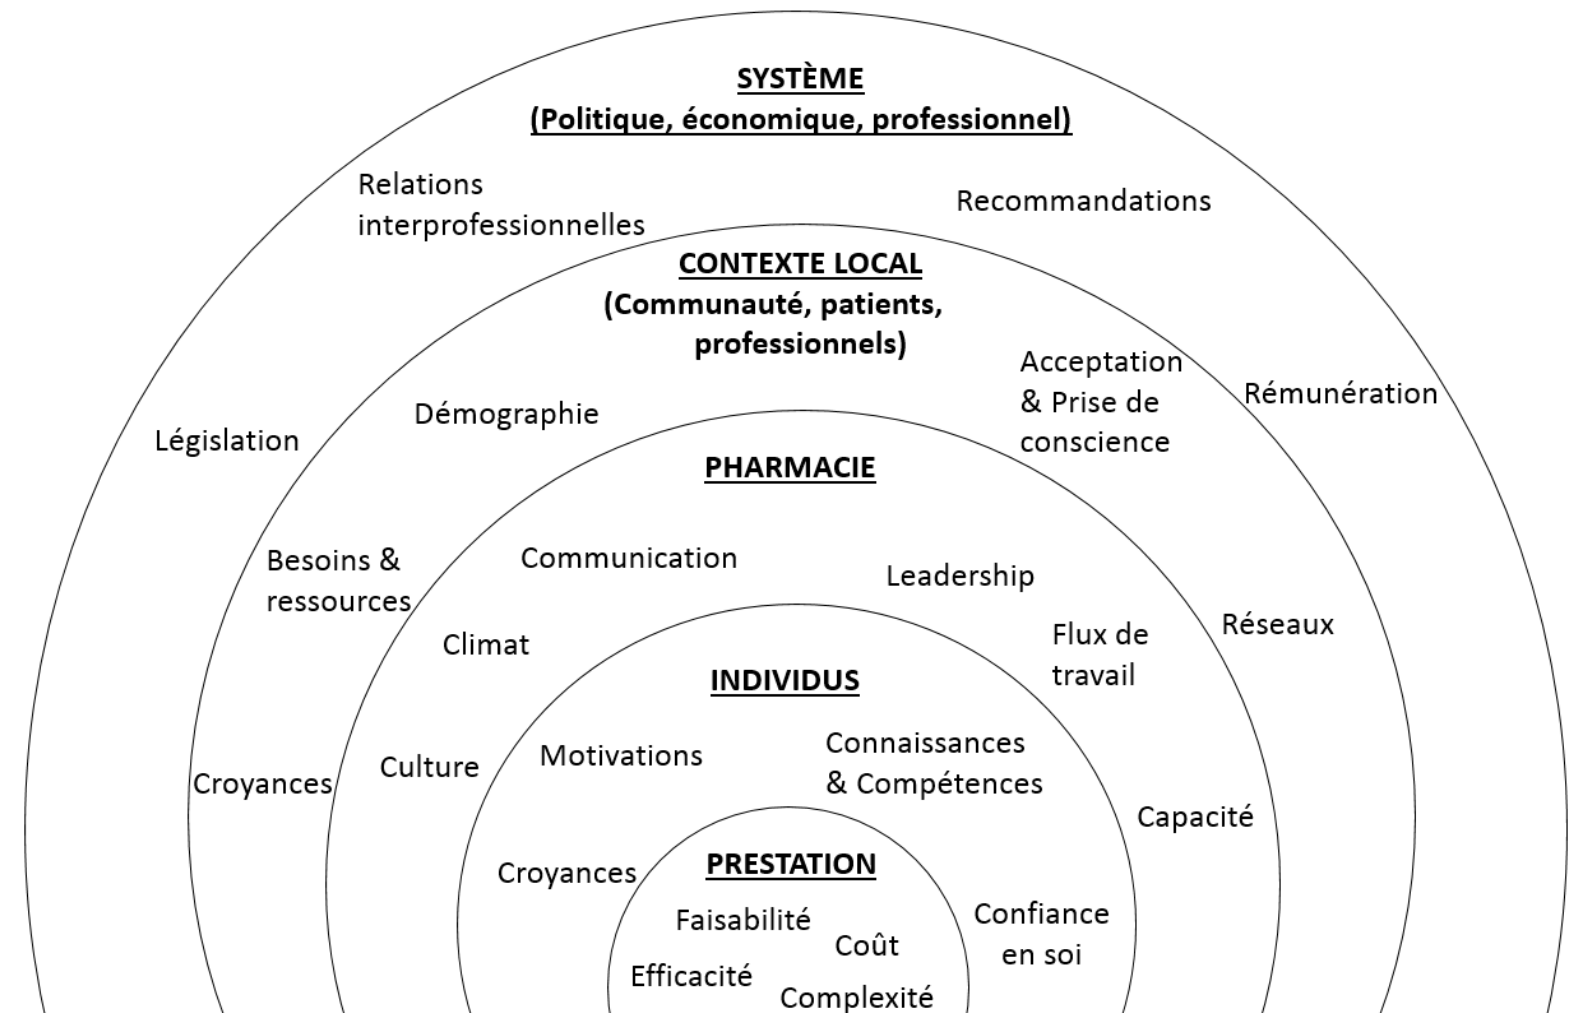 SYSTÈME
(Politique, économique, professionnel)
Relations
interprofessionnelles
Recommandations
CONTEXTE LOCAL
(Communauté, patients,
professionnels)
Acceptation
& Prise de
conscience
Rémunération
Démographie
Législation
PHARMACIE
Besoins &
ressources
Communication
Leadership
Climat
Flux de
travail
Réseaux
INDIVIDUS
Motivations
Connaissances
& Compétences
Culture
Croyances
Capacité
PRESTATION
Croyances
Faisabilité
Coût
Confiance
en soi
Efficacité
Complexité